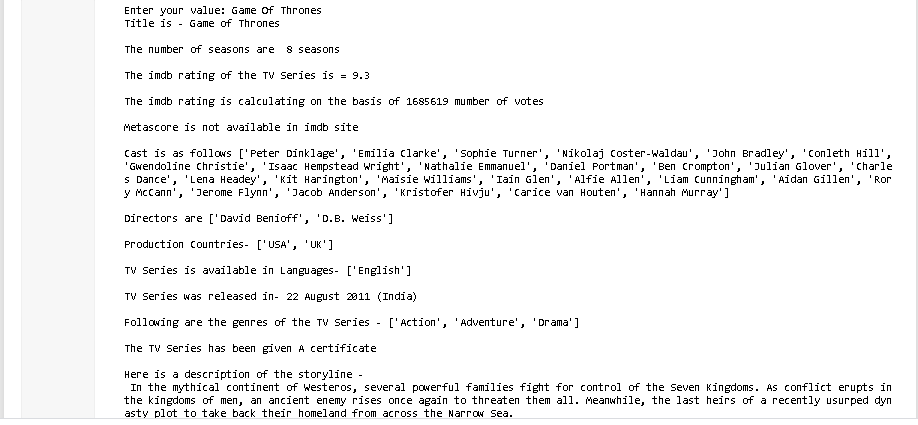 Enter your value: Game Of Thrones
Title is - Game of Thrones
The number of seasons are  8 seasons
The imdb rating of the TV Series is = 9.3
The imdb rating is calculating on the basis of 1685619 mumber of votes
Metascore is not available in imdb site
Cast is as follows ['Peter Dinklage', 'Emilia Clarke', 'Sophie Turner', 'Nikolaj Coster-Waldau', 'John Bradley', 'Conleth Hill',
'Gwendoline Christie', 'Isaac Hempstead Wright', 'Nathalie Emmanuel', 'Daniel Portman', 'Ben Crompton', 'Julian Glover', 'Charle
s Dance', 'Lena Headey', 'Kit Harington', 'Maisie Williams', 'Iain Glen', 'Alfie Allen', 'Liam Cunningham', 'Aidan Gillen', 'Ror
y McCann', 'Jerome Flynn', 'Jacob Anderson', 'Kristofer Hivju', 'Carice van Houten', 'Hannah Murray']
Directors are ['David Benioff', 'D.B. Weiss']
Production Countries- ['USA', 'UK']
TV Series is available in Languages- ['English']
TV Series was released in- 22 August 2011 (India)
Following are the genres of the TV Series - ['Action', 'Adventure', 'Drama']
The TV Series has been given A certificate
Here is a description of the storyline -
In the mythical continent of Westeros, several powerful families fight for control of the Seven Kingdoms. As conflict erupts in
the kingdoms of men, an ancient enemy rises once again to threaten them all. Meanwhile, the last heirs of a recently usurped dyn
asty plot to take back their homeland from across the Narrow Sea.